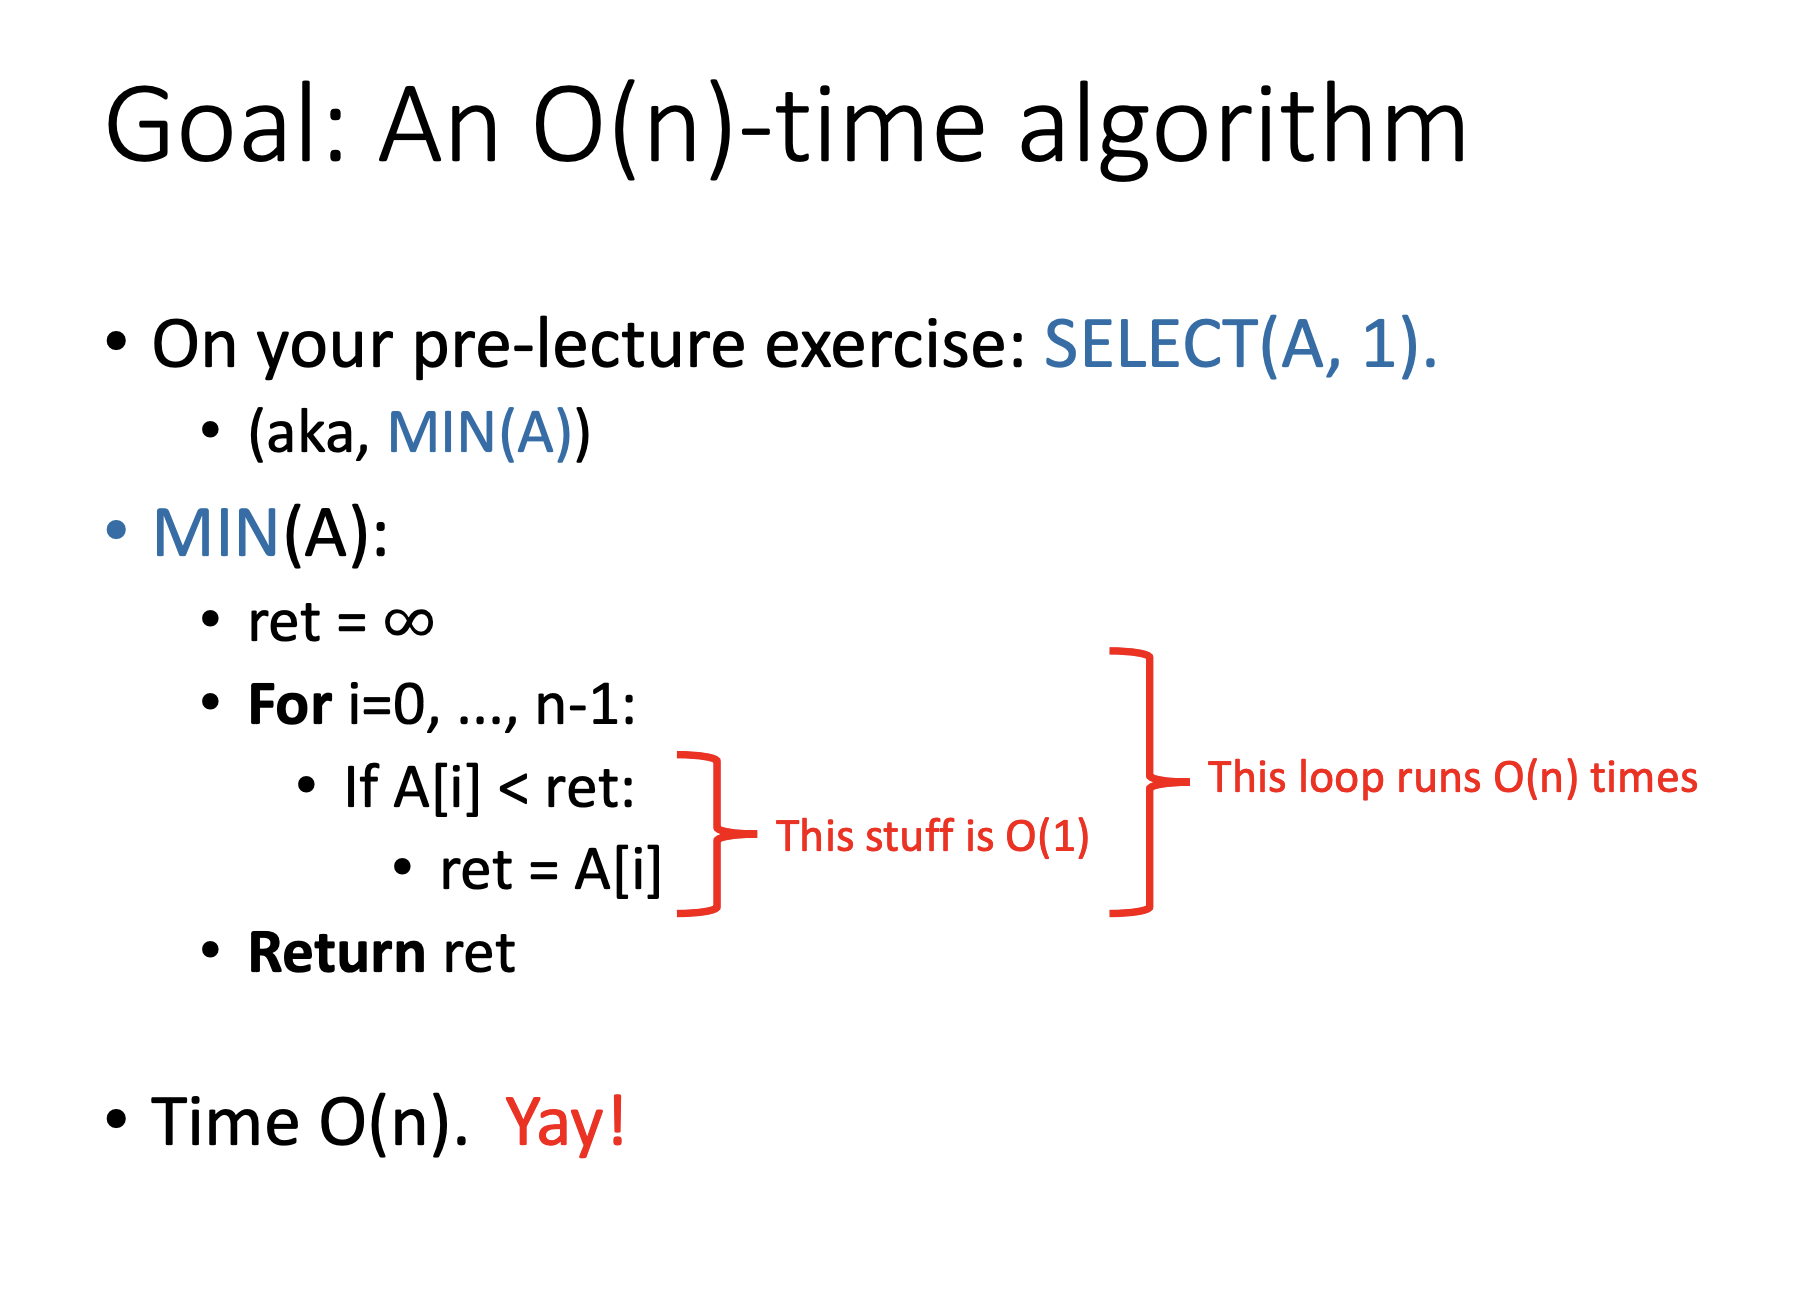 Goal: An O(n)-time algorithm
• On your pre-lecture exercise: SELECT(A, 1).
• (aka, MIN(A))
• MIN(A):
• ret = ∞
• For i=0, ..., n-1:
• If A[i] < ret:
• ret = A[i]
This stuff is O(1)
This loop runs O(n) times
• Return ret
• Time O(n). Yay!